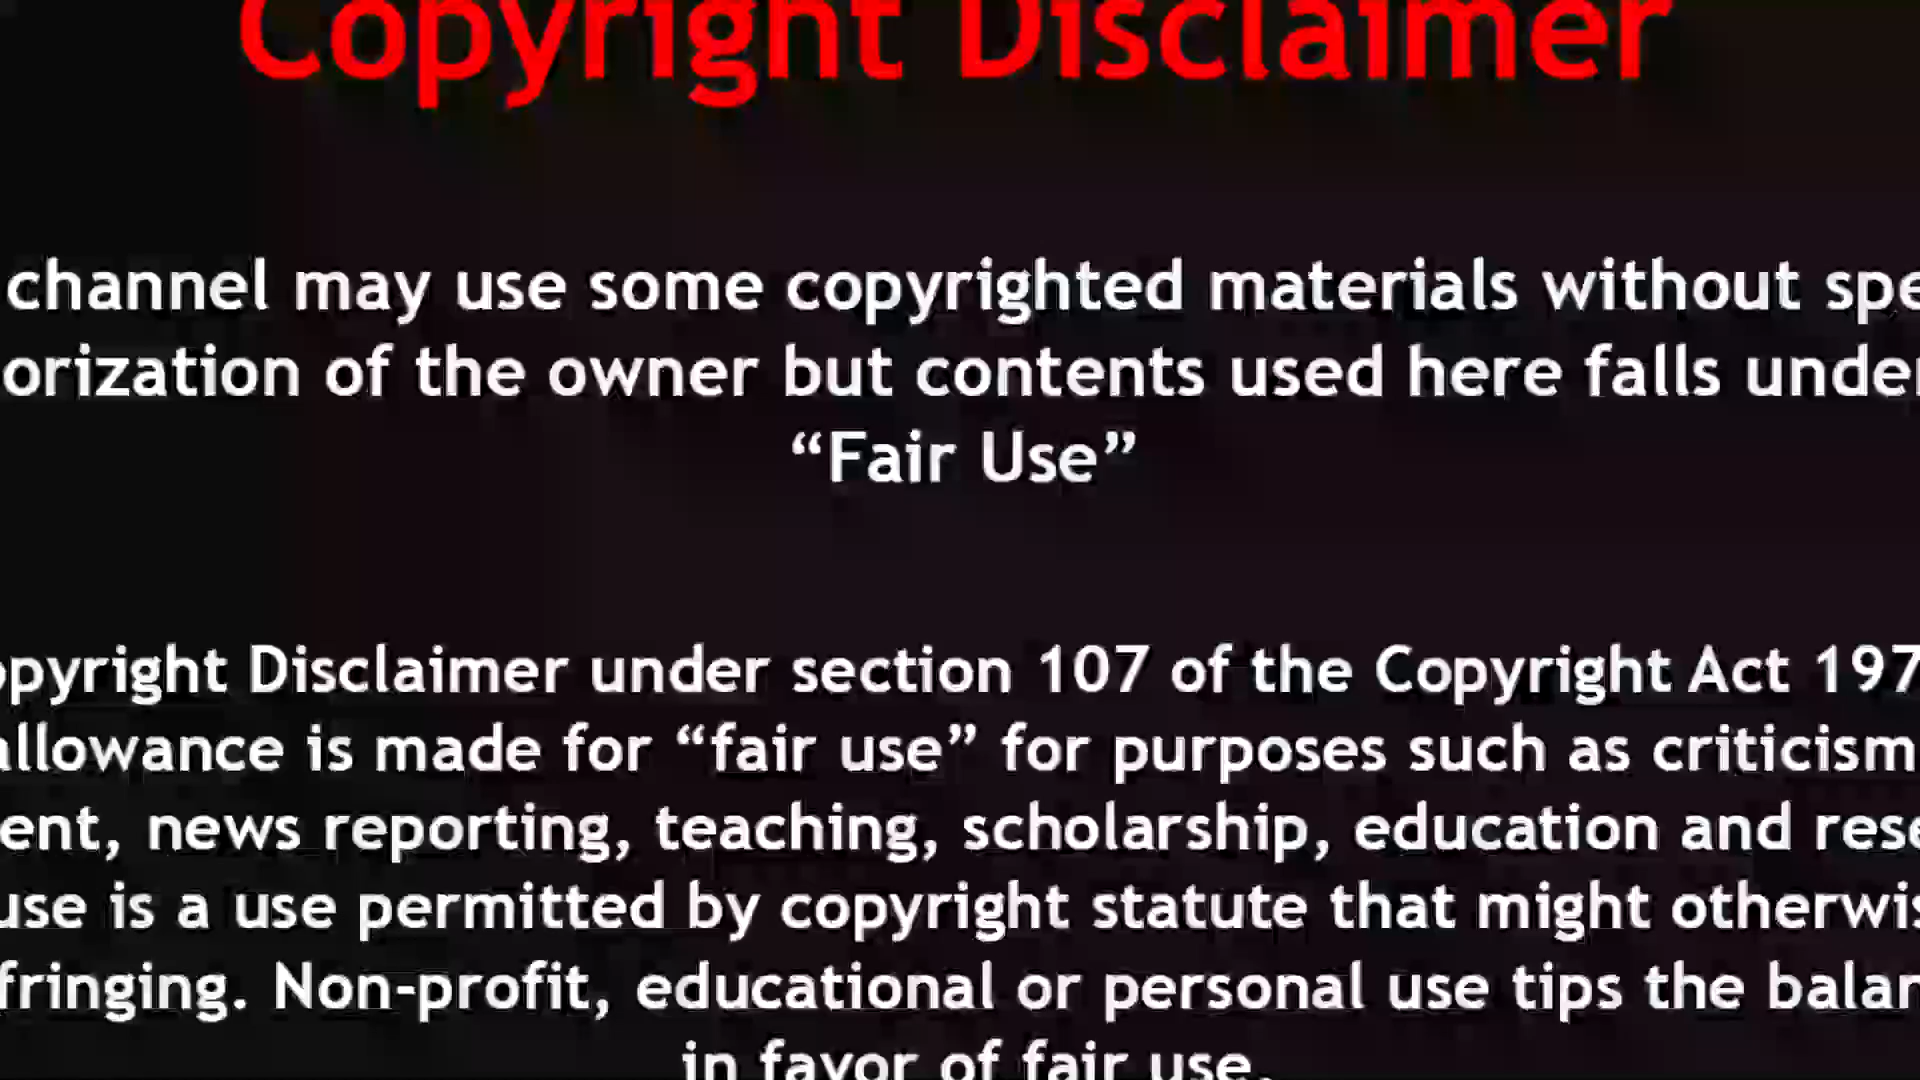 Copyright Disclaimer
channel may use some copyrighted materials without spe
orization of the owner but contents used here falls under
“Fair Use”
opyright Disclaimer under section 107 of the Copyright Act 197
allowance is made for “fair use” for purposes such as criticism
ent, news reporting, teaching, scholarship, education and rese
use is a use permitted by copyright statute that might otherwis
fringing. Non-profit, educational or personal use tips the balan
in favor of fair use.